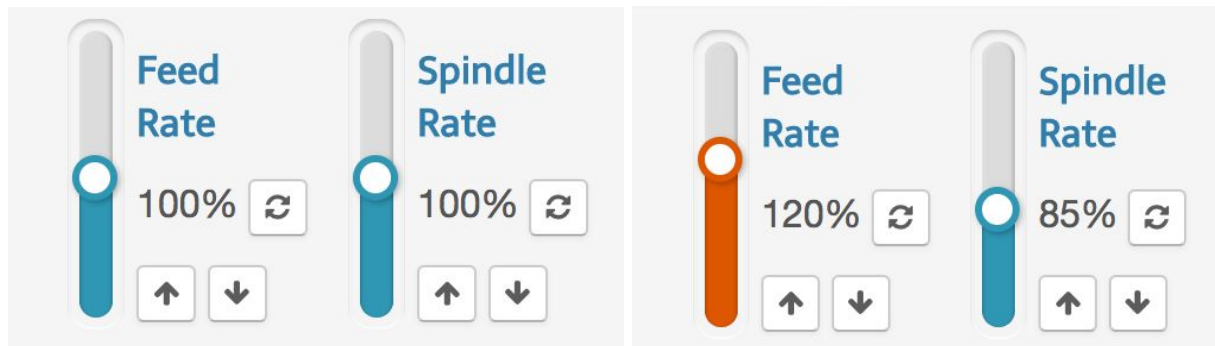 Feed
Rate
100%
Spindle
Rate
100%
Feed
Rate
120%
Spindle
Rate
85%